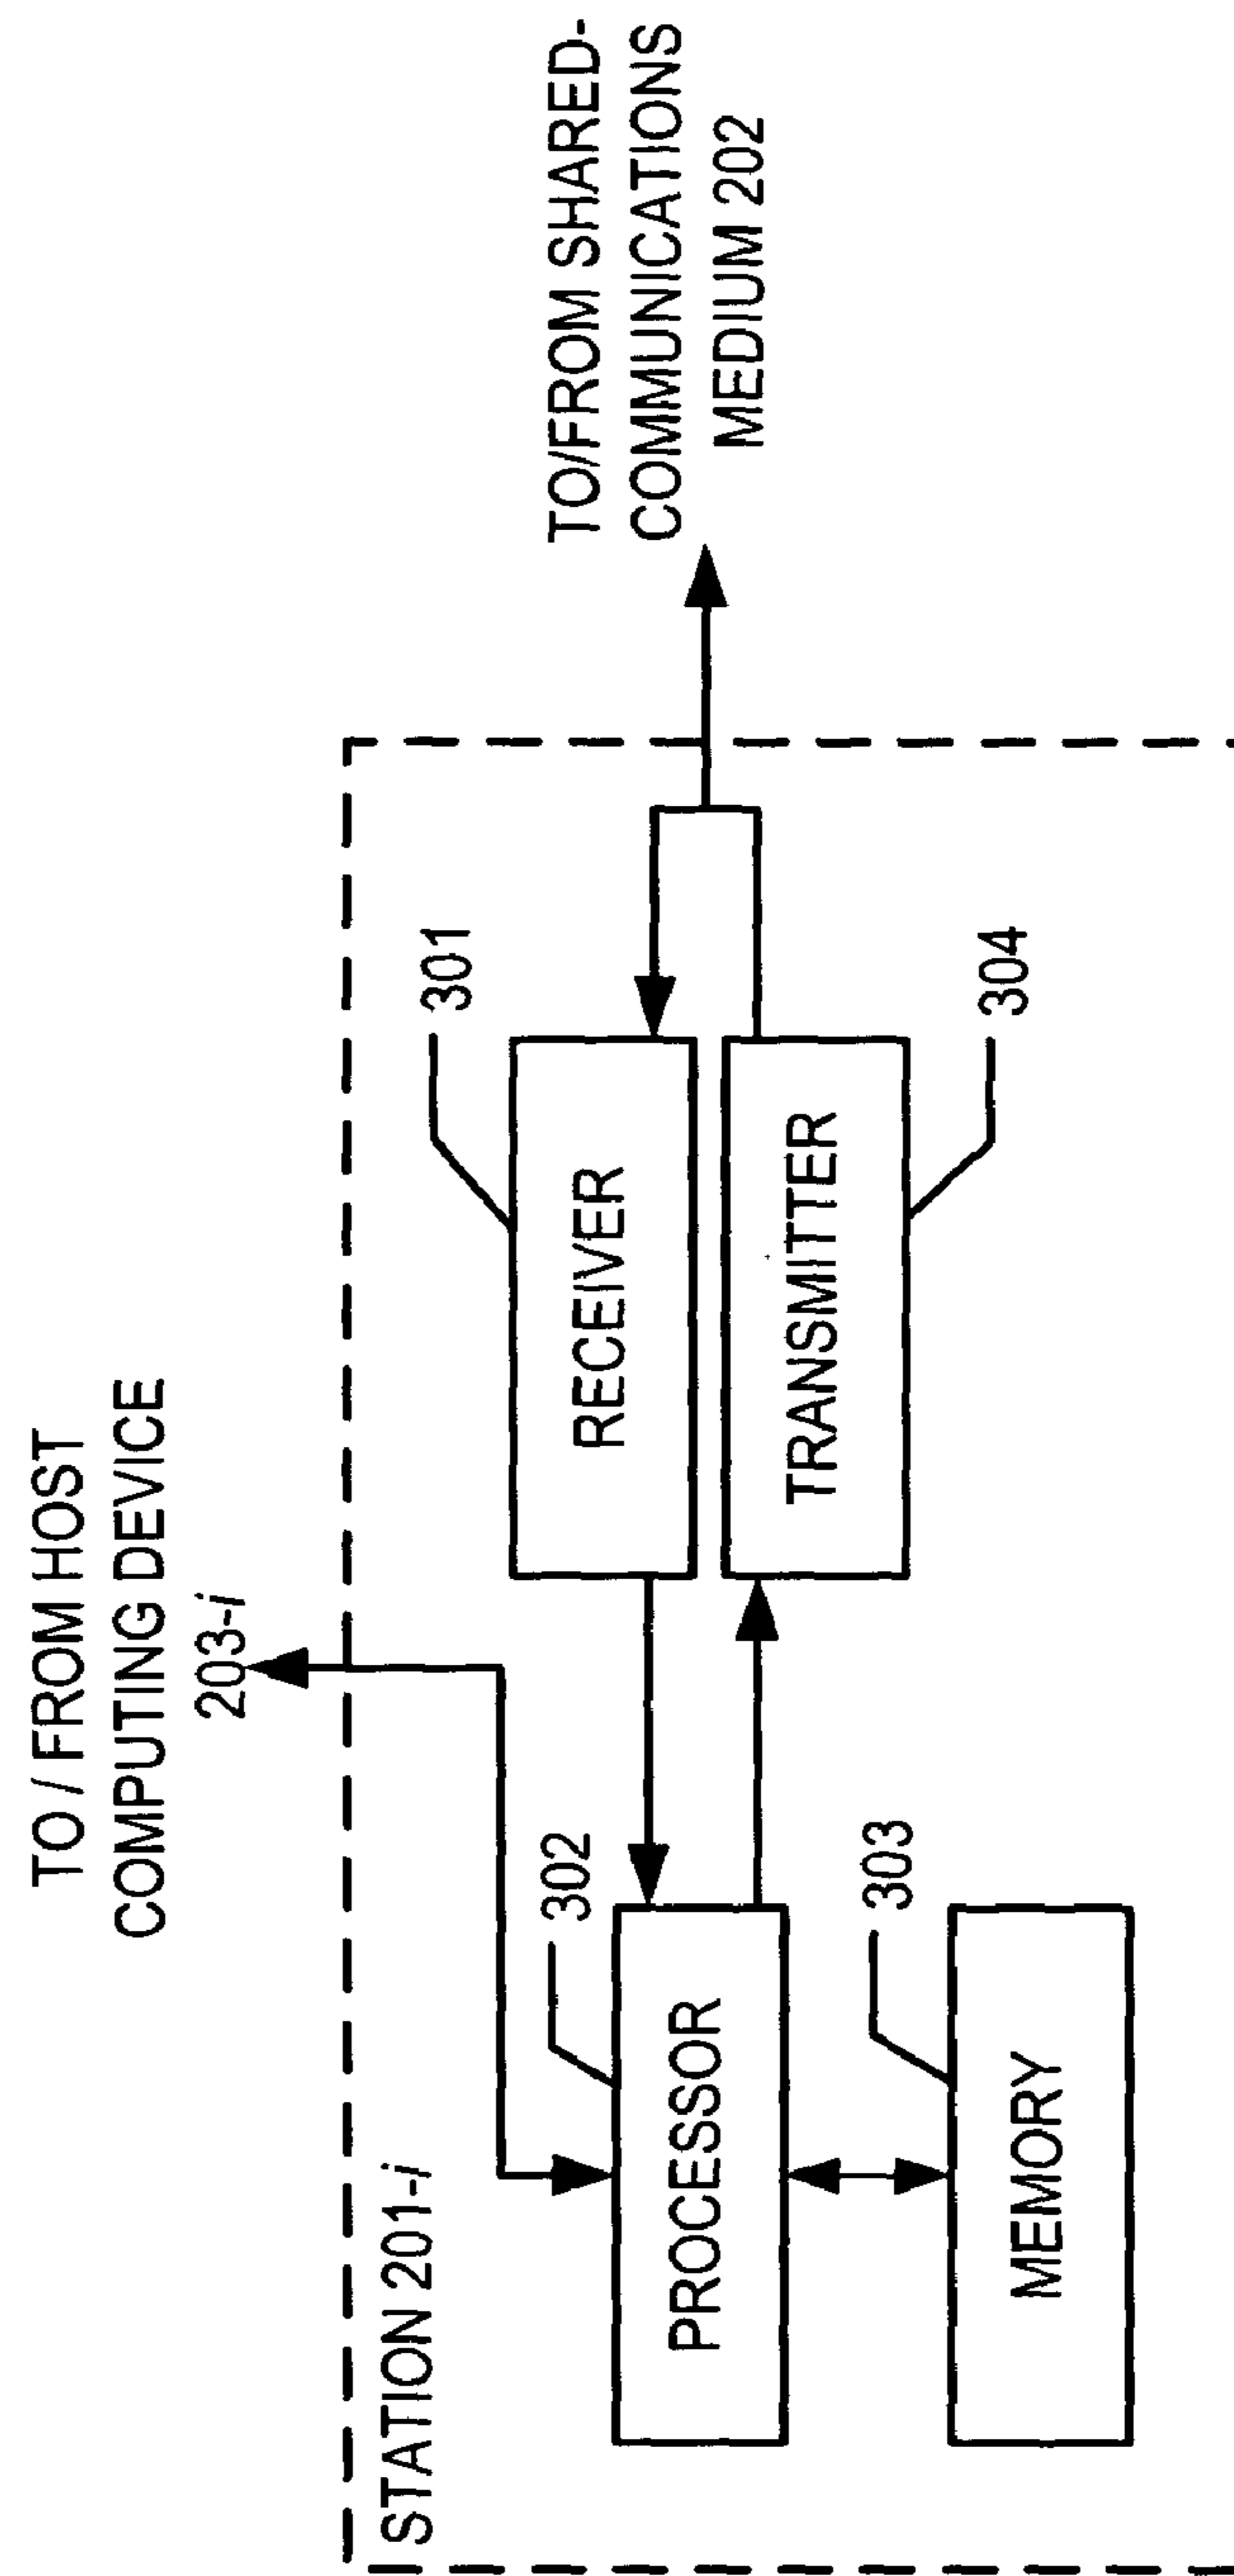 TO / FROM HOST
COMPUTING DEVICE
203-i
STATION 201-i
302
PROCESSOR
303
MEMORY
301
RECEIVER
TRANSMITTER
304
TO/FROM SHARED-
COMMUNICATIONS
MEDIUM 202